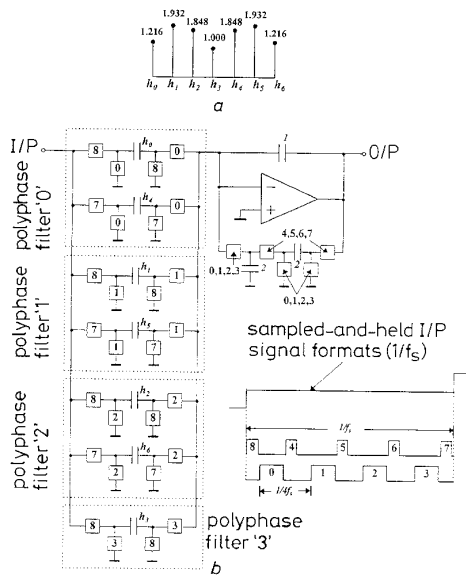 1.932 1.932
1.848 1.848
1.216 1.000 1.216
h0 h1 h2 h3 h4 h5 h6
a
I/P
8 h0 0
0 8
7 h4 0
0 7
polyphase filter '0'
8 h1 1
1 8
7 h5 1
1 7
polyphase filter '1'
8 h2 2
2 8
7 h6 2
2 7
polyphase filter '2'
8 h3 3
3 8
polyphase
filter '3'
b
1
O/P
−
+
4,5,6,7
0,1,2,3 2 2
0,1,2,3
sampled-and-held I/P
signal formats (1/fs)
1/fs
8 4 5 6 7
0 1 2 3
1/4fs